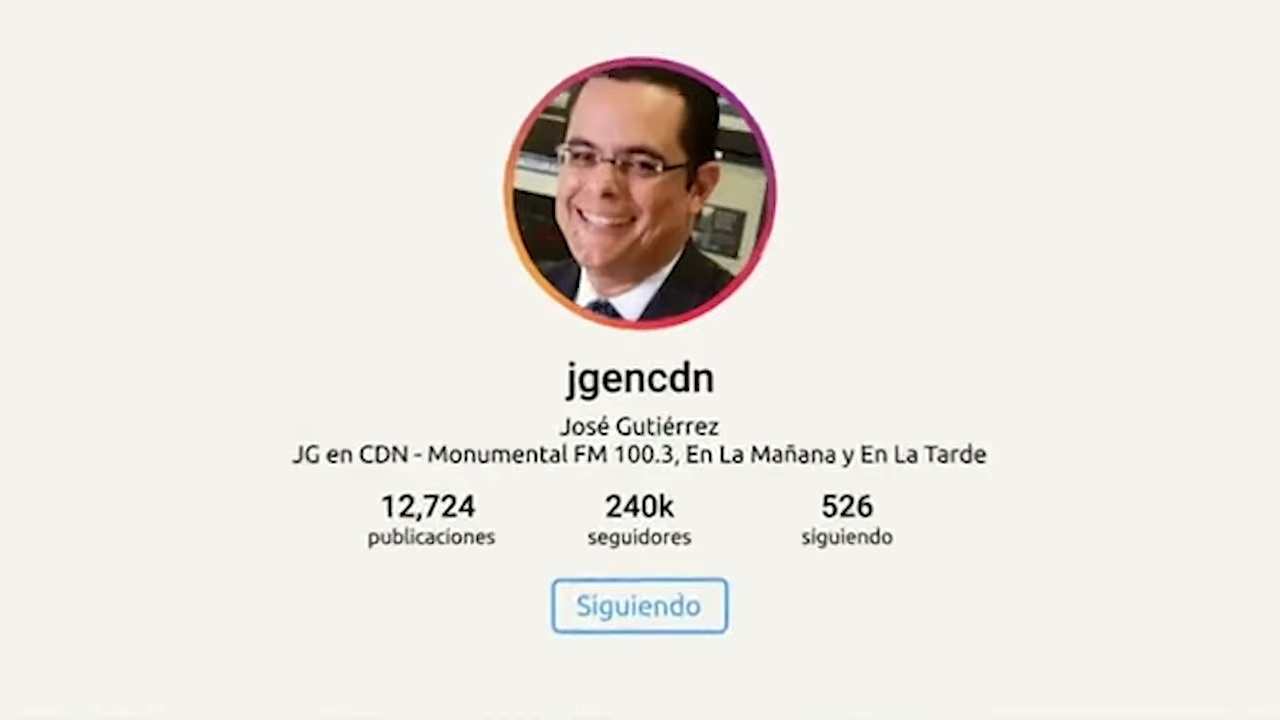 jgencdn
José Gutiérrez
JG en CDN - Monumental FM 100.3, En La Mañana y En La Tarde
12,724 240k 526
publicaciones seguidores siguiendo
Siguiendo